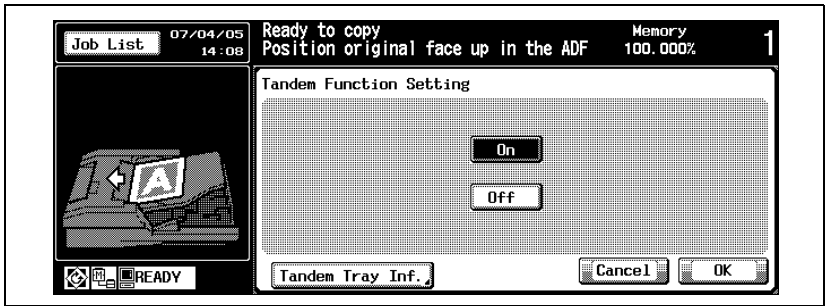 Job List
07/04/05
14:08
Ready to copy
Position original face up in the ADF
Memory
100.000%
1
Tandem Function Setting
A
On
Off
M
READY
Tandem Tray Inf.
Cancel
OK